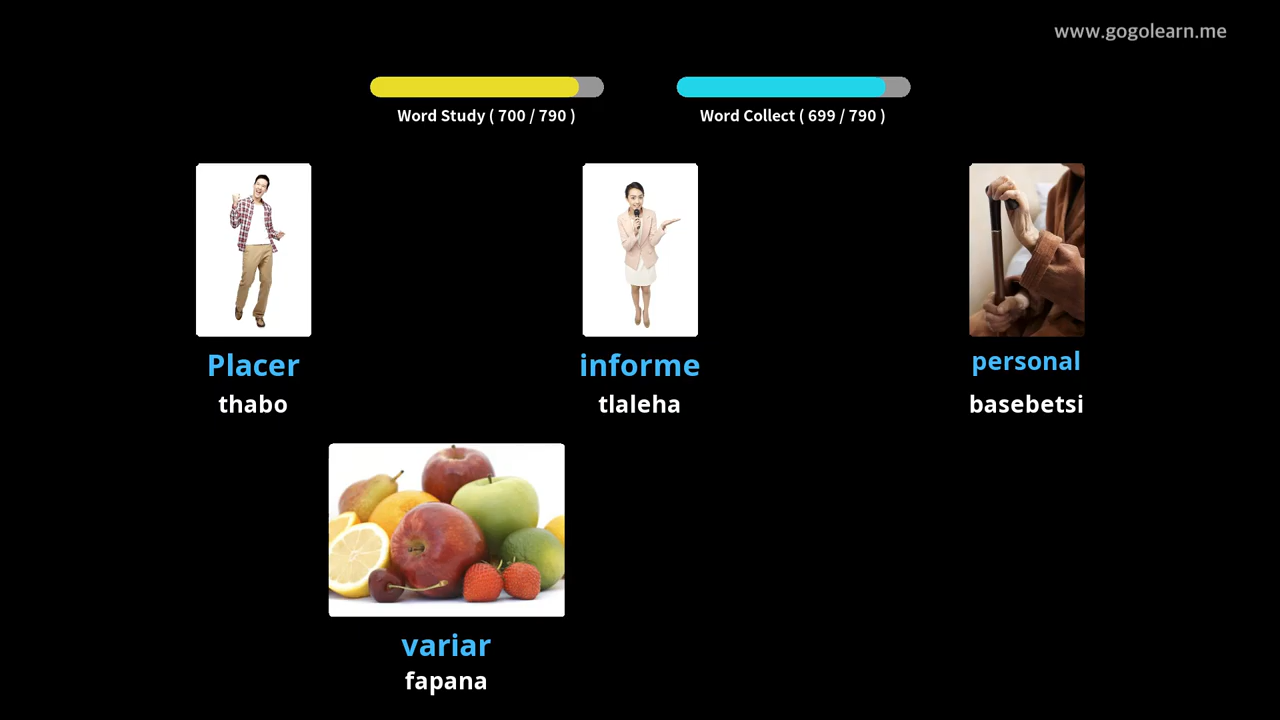 www.gogolearn.me
Word Study ( 700 / 790 )
Word Collect ( 699 / 790 )
Placer
thabo
informe
tlaleha
personal
basebetsi
variar
fapana